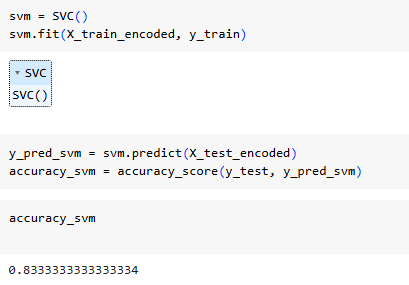 svm = SVC()
svm.fit(X_train_encoded, y_train)
▾ SVC
SVC()
y_pred_svm = svm.predict(X_test_encoded)
accuracy_svm = accuracy_score(y_test, y_pred_svm)
accuracy_svm
0.8333333333333334